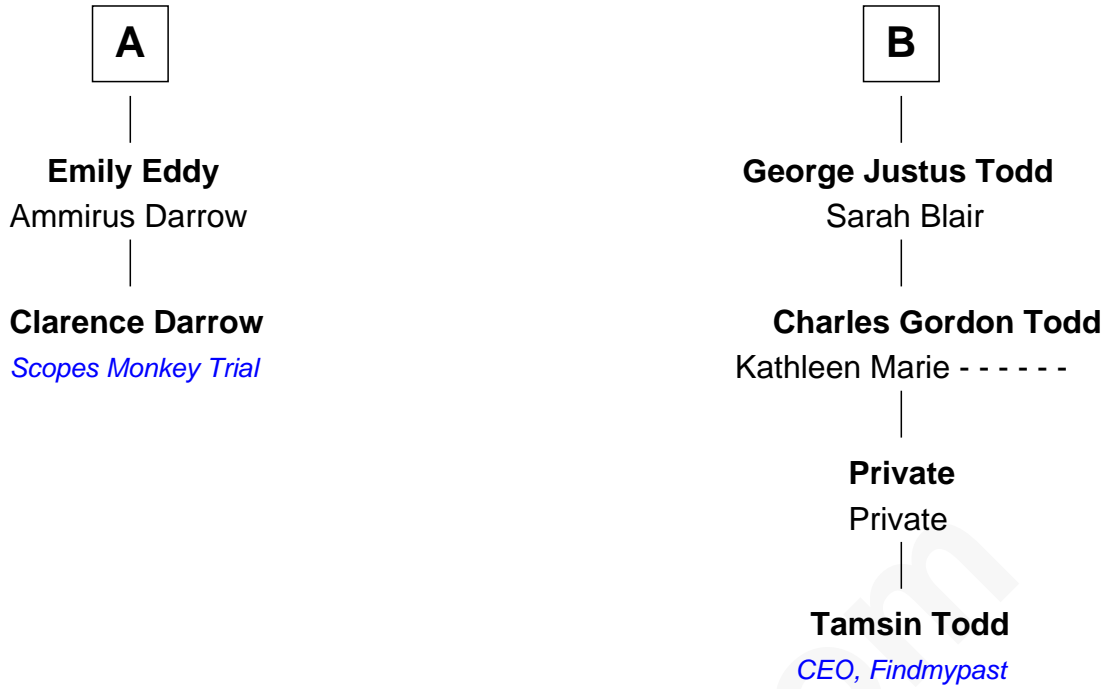 A
Emily Eddy
Ammirus Darrow
Clarence Darrow
Scopes Monkey Trial
B
George Justus Todd
Sarah Blair
Charles Gordon Todd
Kathleen Marie - - - - - -
Private
Private
Tamsin Todd
CEO, Findmypast